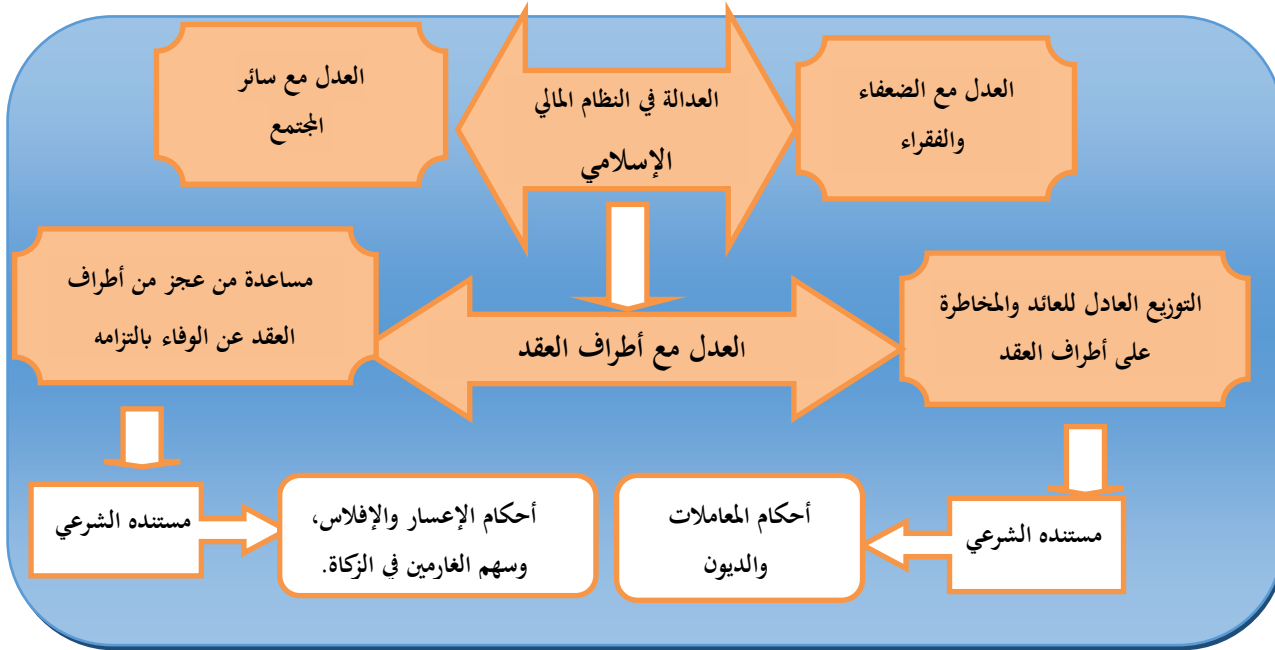 العدالة في النظام المالي
الإسلامي
العدل مع الضعفاء
والفقراء
العدل مع سائر
المجتمع
العدل مع أطراف العقد
التوزيع العادل للعائد والمخاطرة
على أطراف العقد
مساعدة من عجز من أطراف
العقد عن الوفاء بالتزامه
مستنده الشرعي
أحكام المعاملات
والديون
مستنده الشرعي
أحكام الإعسار والإفلاس،
وسهم الغارمين في الزكاة.